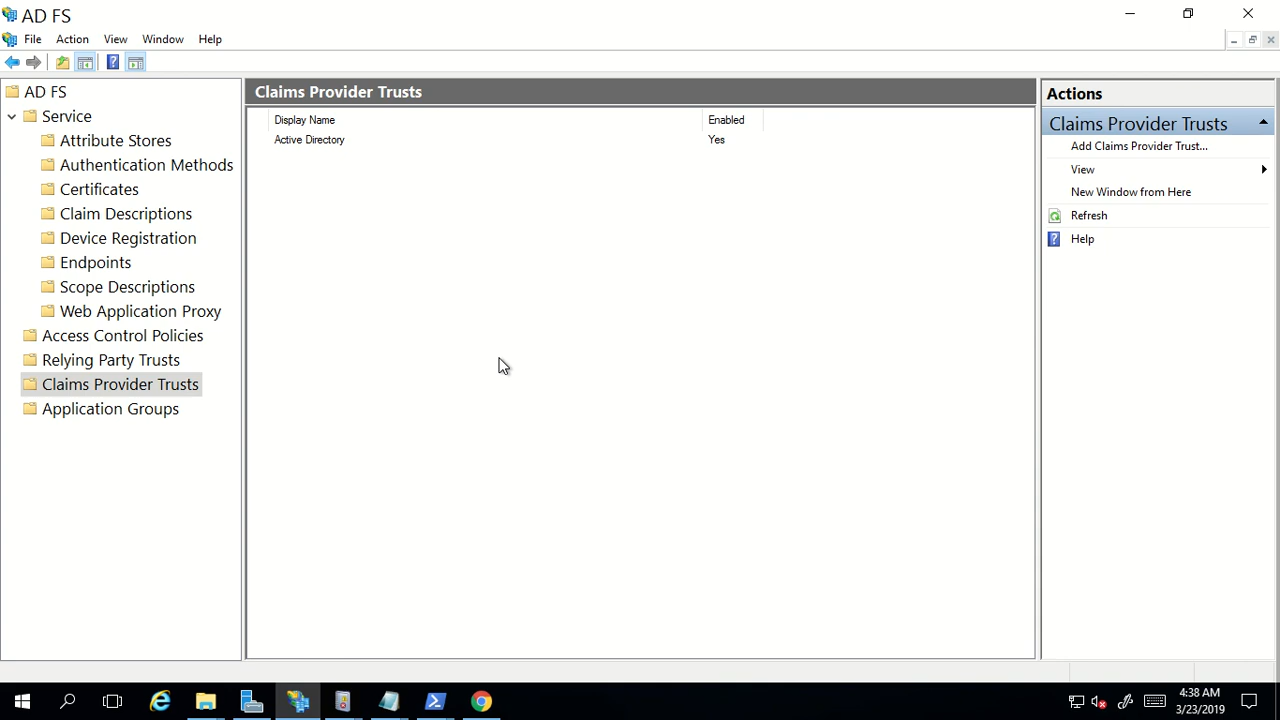 AD FS
File Action View Window Help
AD FS
Service
Attribute Stores
Authentication Methods
Certificates
Claim Descriptions
Device Registration
Endpoints
Scope Descriptions
Web Application Proxy
Access Control Policies
Relying Party Trusts
Claims Provider Trusts
Application Groups
Claims Provider Trusts
Display Name Enabled
Active Directory Yes
Actions
Claims Provider Trusts
Add Claims Provider Trust...
View
New Window from Here
Refresh
Help
4:38 AM
3/23/2019